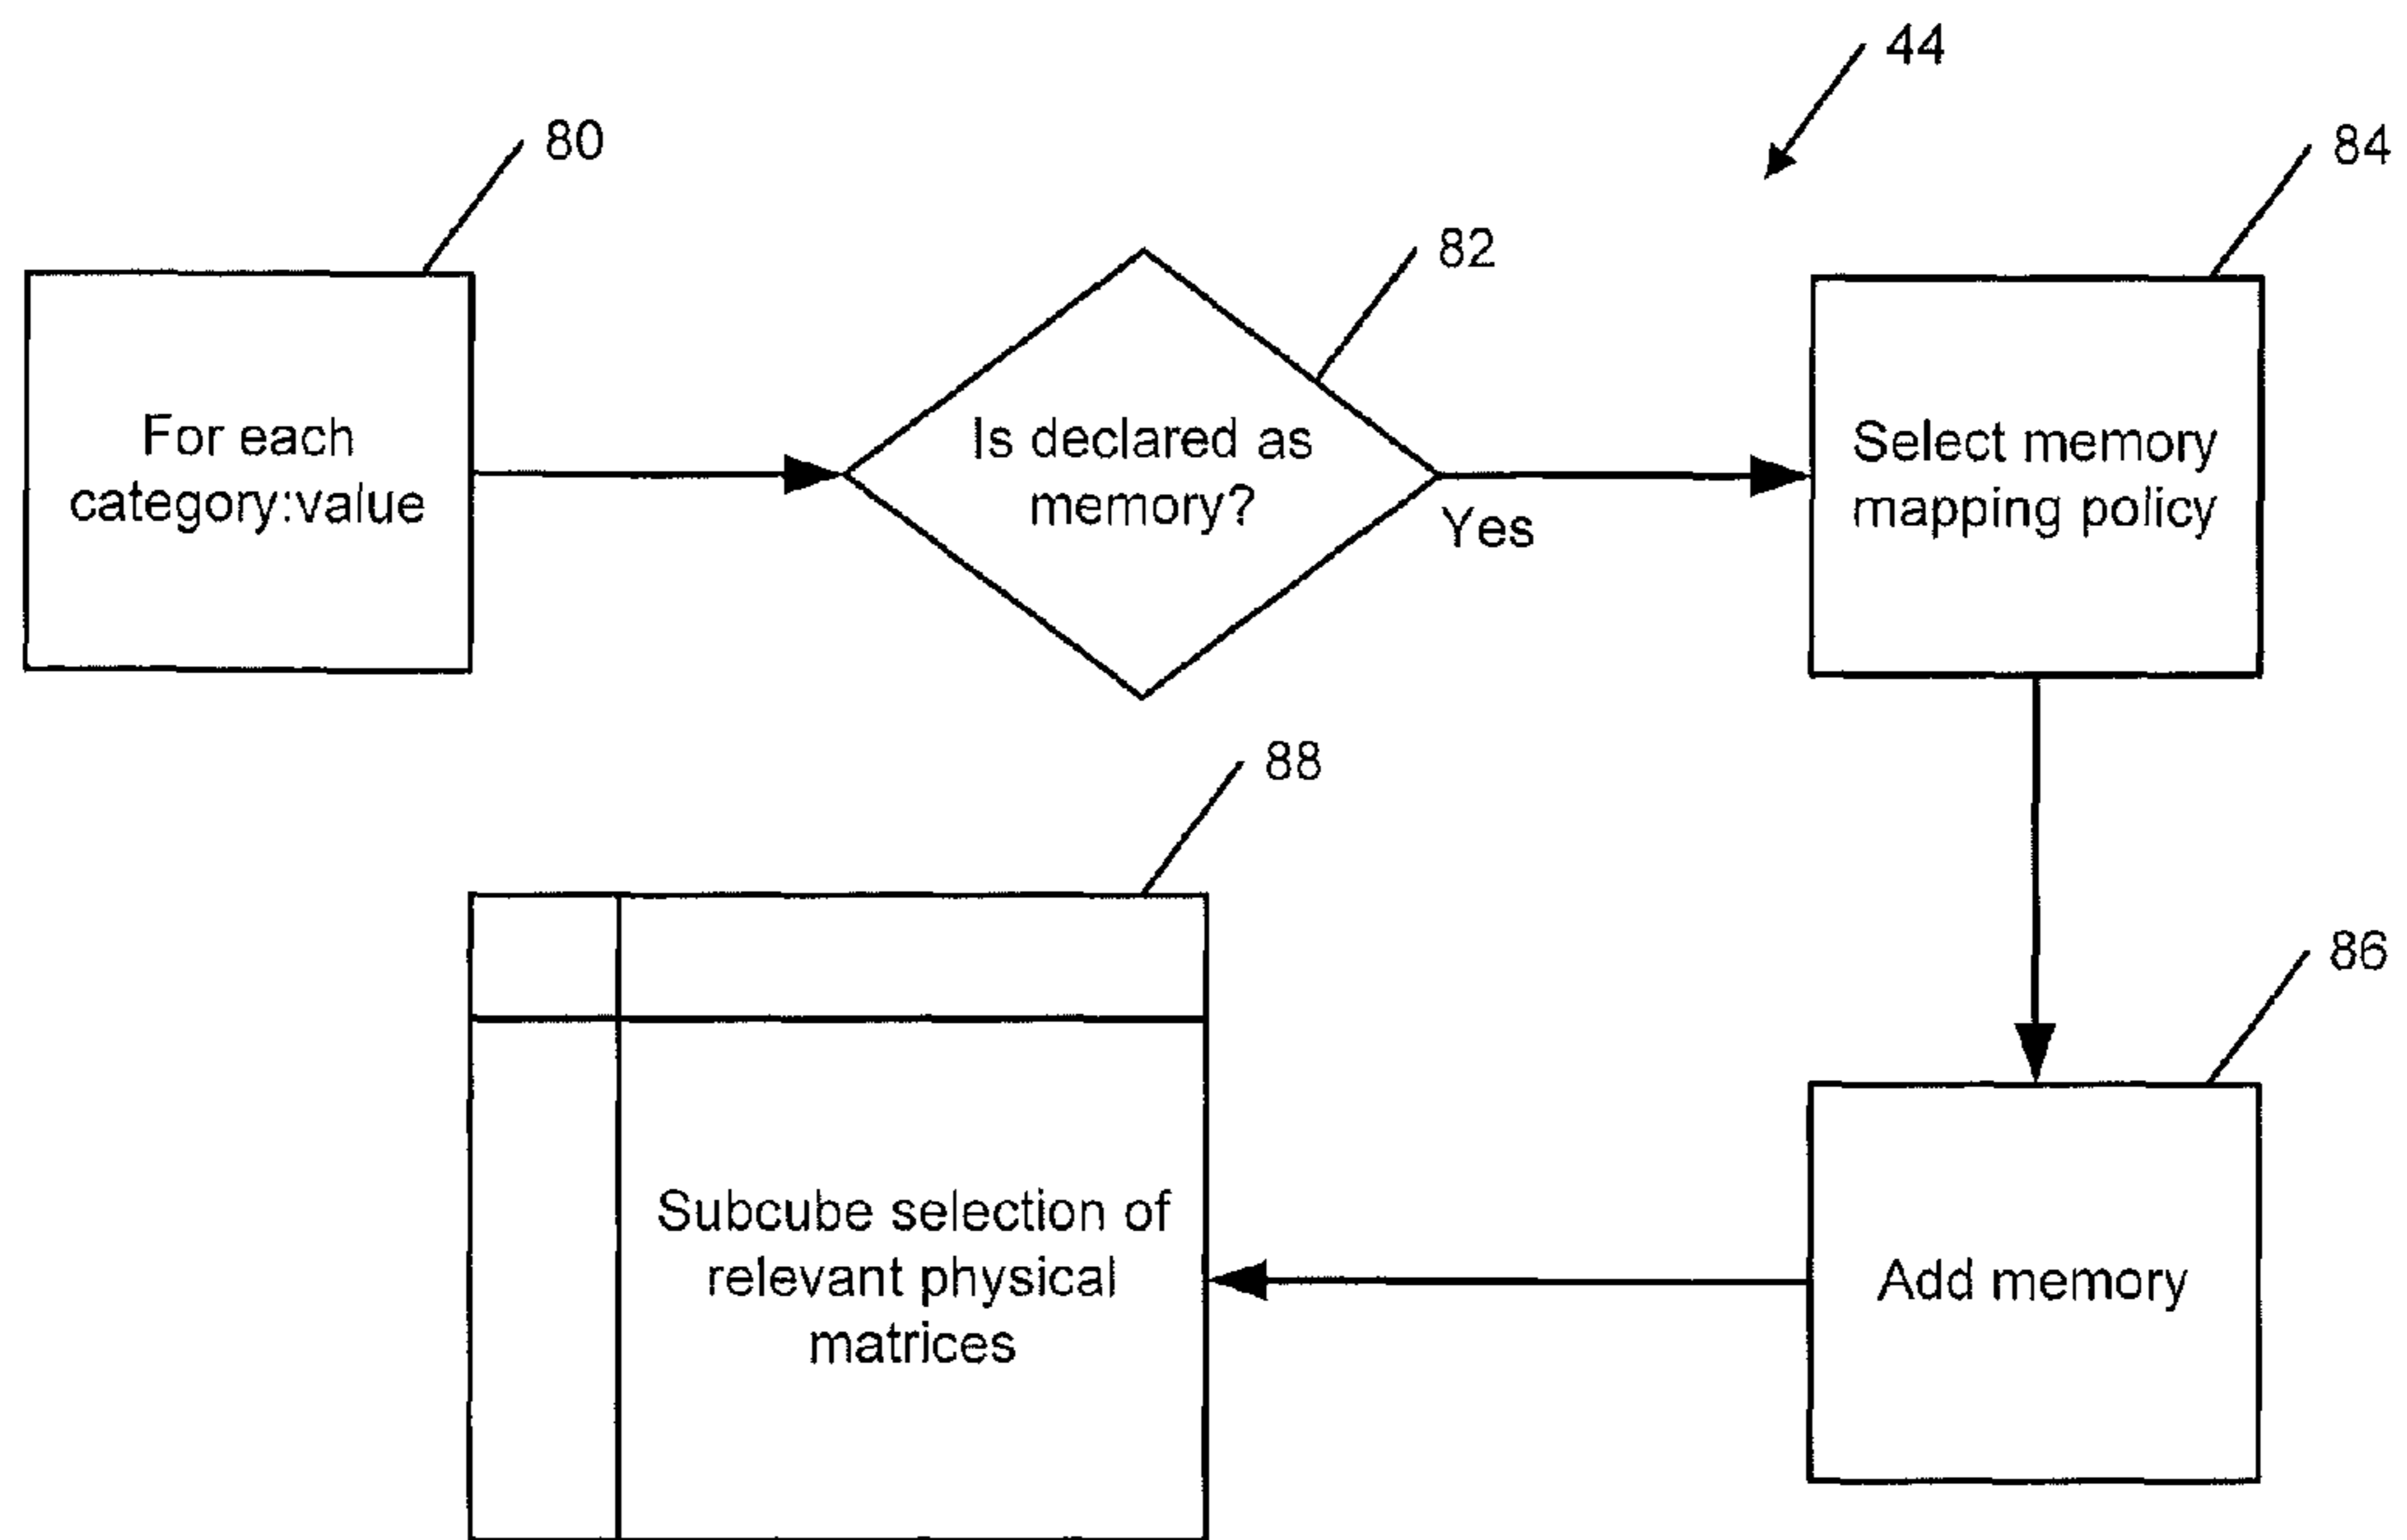 44
80
84
82
For each
category:value
Is declared as
memory?
Yes
Select memory
mapping policy
88
86
Subcube selection of
relevant physical
matrices
Add memory